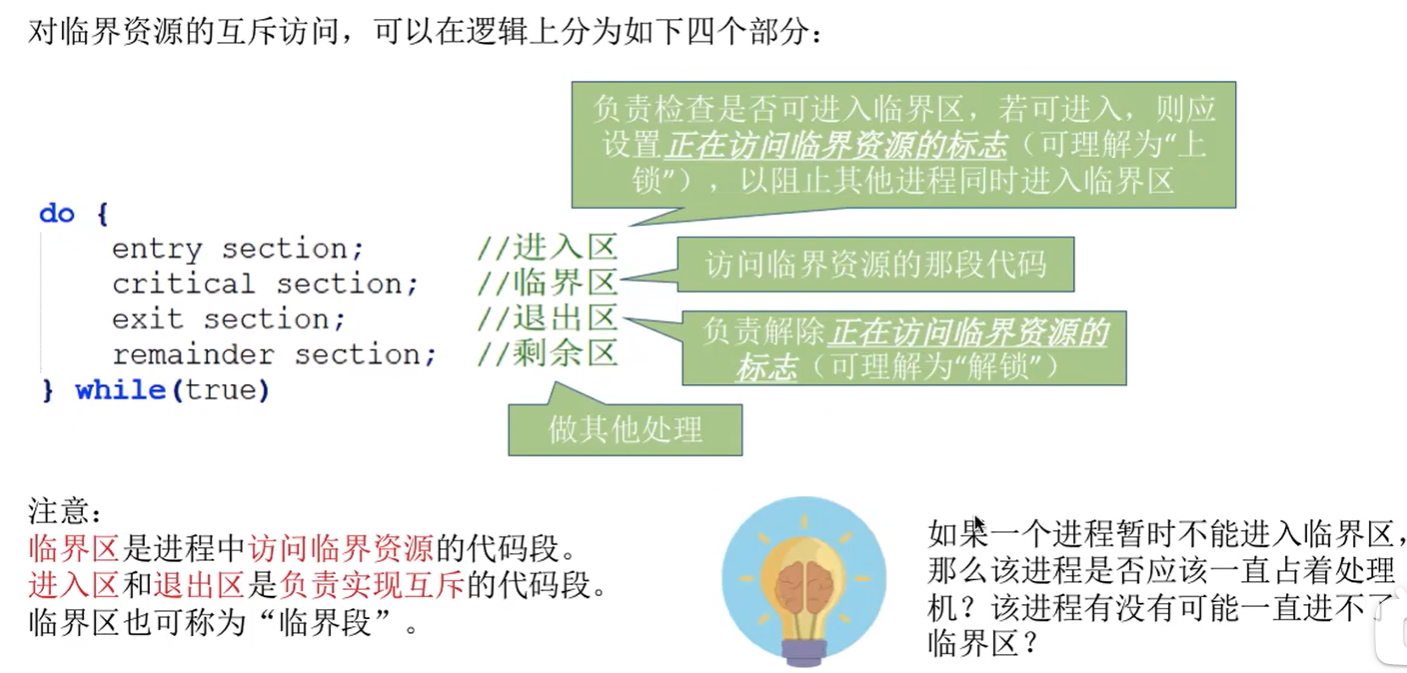 对临界资源的互斥访问，可以在逻辑上分为如下四个部分：
负责检查是否可进入临界区，若可进入，则应
设置正在访问临界资源的标志（可理解为“上
锁”），以阻止其他进程同时进入临界区
do {
entry section; //进入区
critical section; //临界区
exit section; //退出区
remainder section; //剩余区
} while(true)
访问临界资源的那段代码
负责解除正在访问临界资源的
标志（可理解为“解锁”）
做其他处理
注意：
临界区是进程中访问临界资源的代码段。
进入区和退出区是负责实现互斥的代码段。
临界区也可称为“临界段”。
如果一个进程暂时不能进入临界区，
那么该进程是否应该一直占着处理
机？该进程有没有可能一直进不了
临界区？